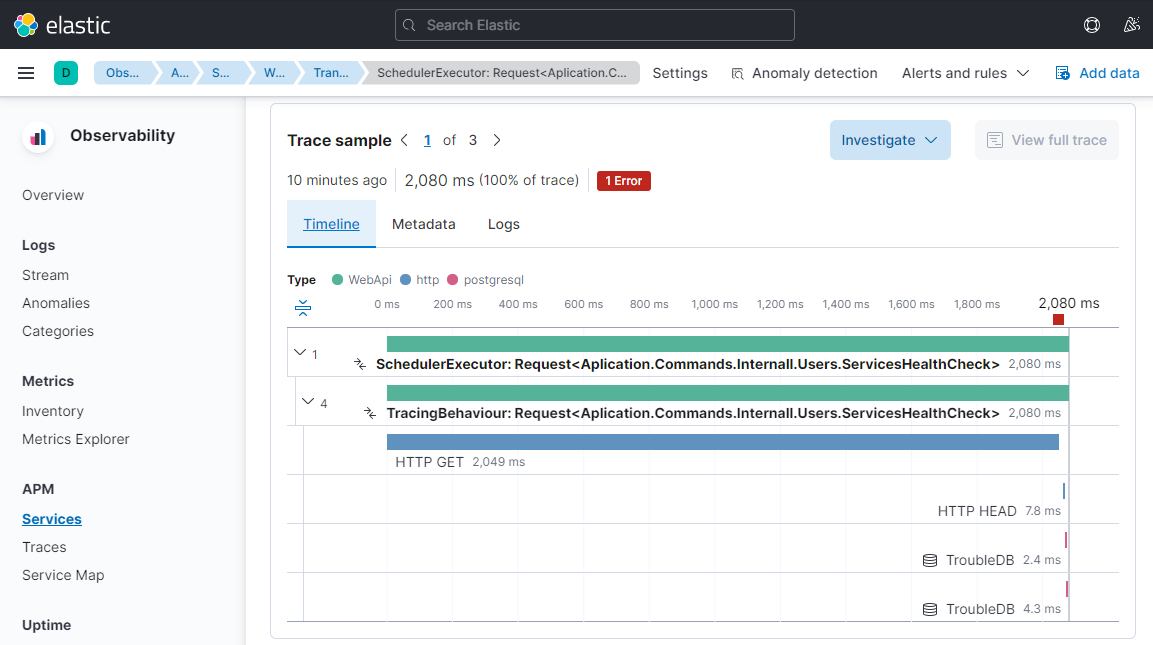 elastic
Search Elastic
D
Obs...
A...
S...
W...
Tran...
SchedulerExecutor: Request<Aplication.C...
Settings
Anomaly detection
Alerts and rules
Add data
Observability
Overview
Logs
Stream
Anomalies
Categories
Metrics
Inventory
Metrics Explorer
APM
Services
Traces
Service Map
Uptime
Trace sample
1 of 3
Investigate
View full trace
10 minutes ago
2,080 ms (100% of trace)
1 Error
Timeline
Metadata
Logs
Type
WebApi
http
postgresql
0 ms
200 ms
400 ms
600 ms
800 ms
1,000 ms
1,200 ms
1,400 ms
1,600 ms
1,800 ms
2,080 ms
1
SchedulerExecutor: Request<Aplication.Commands.Internall.Users.ServicesHealthCheck> 2,080 ms
4
TracingBehaviour: Request<Aplication.Commands.Internall.Users.ServicesHealthCheck> 2,080 ms
HTTP GET 2,049 ms
HTTP HEAD 7.8 ms
TroubleDB 2.4 ms
TroubleDB 4.3 ms